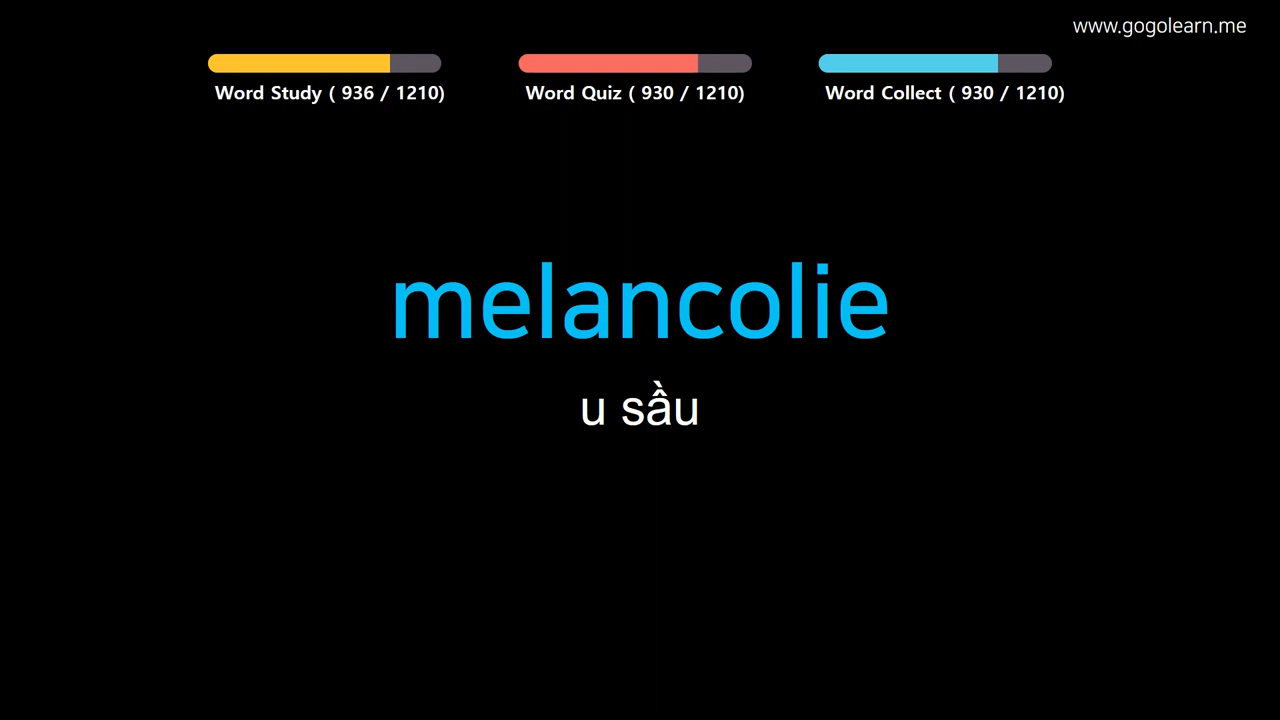 www.gogolearn.me
Word Study ( 936 / 1210)
Word Quiz ( 930 / 1210)
Word Collect ( 930 / 1210)
melancolie
u sầu